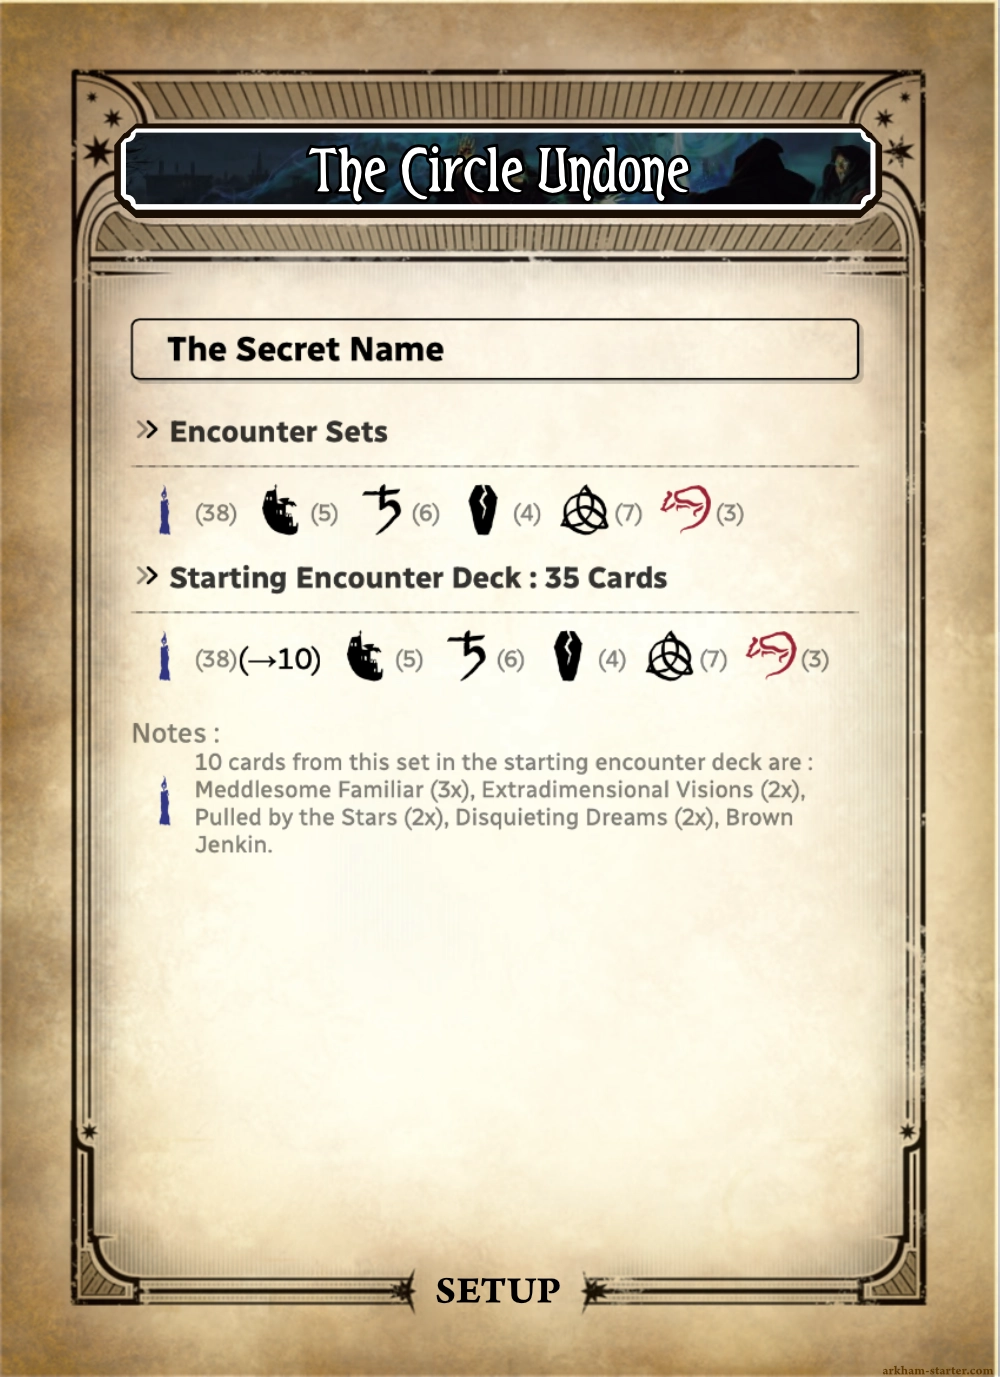 The Circle Undone
The Secret Name
» Encounter Sets
(38) (5) (6) (4) (7) (3)
» Starting Encounter Deck : 35 Cards
(38)(→10) (5) (6) (4) (7) (3)
Notes :
10 cards from this set in the starting encounter deck are :
Meddlesome Familiar (3x), Extradimensional Visions (2x),
Pulled by the Stars (2x), Disquieting Dreams (2x), Brown
Jenkin.
SETUP
arkham-starter.com